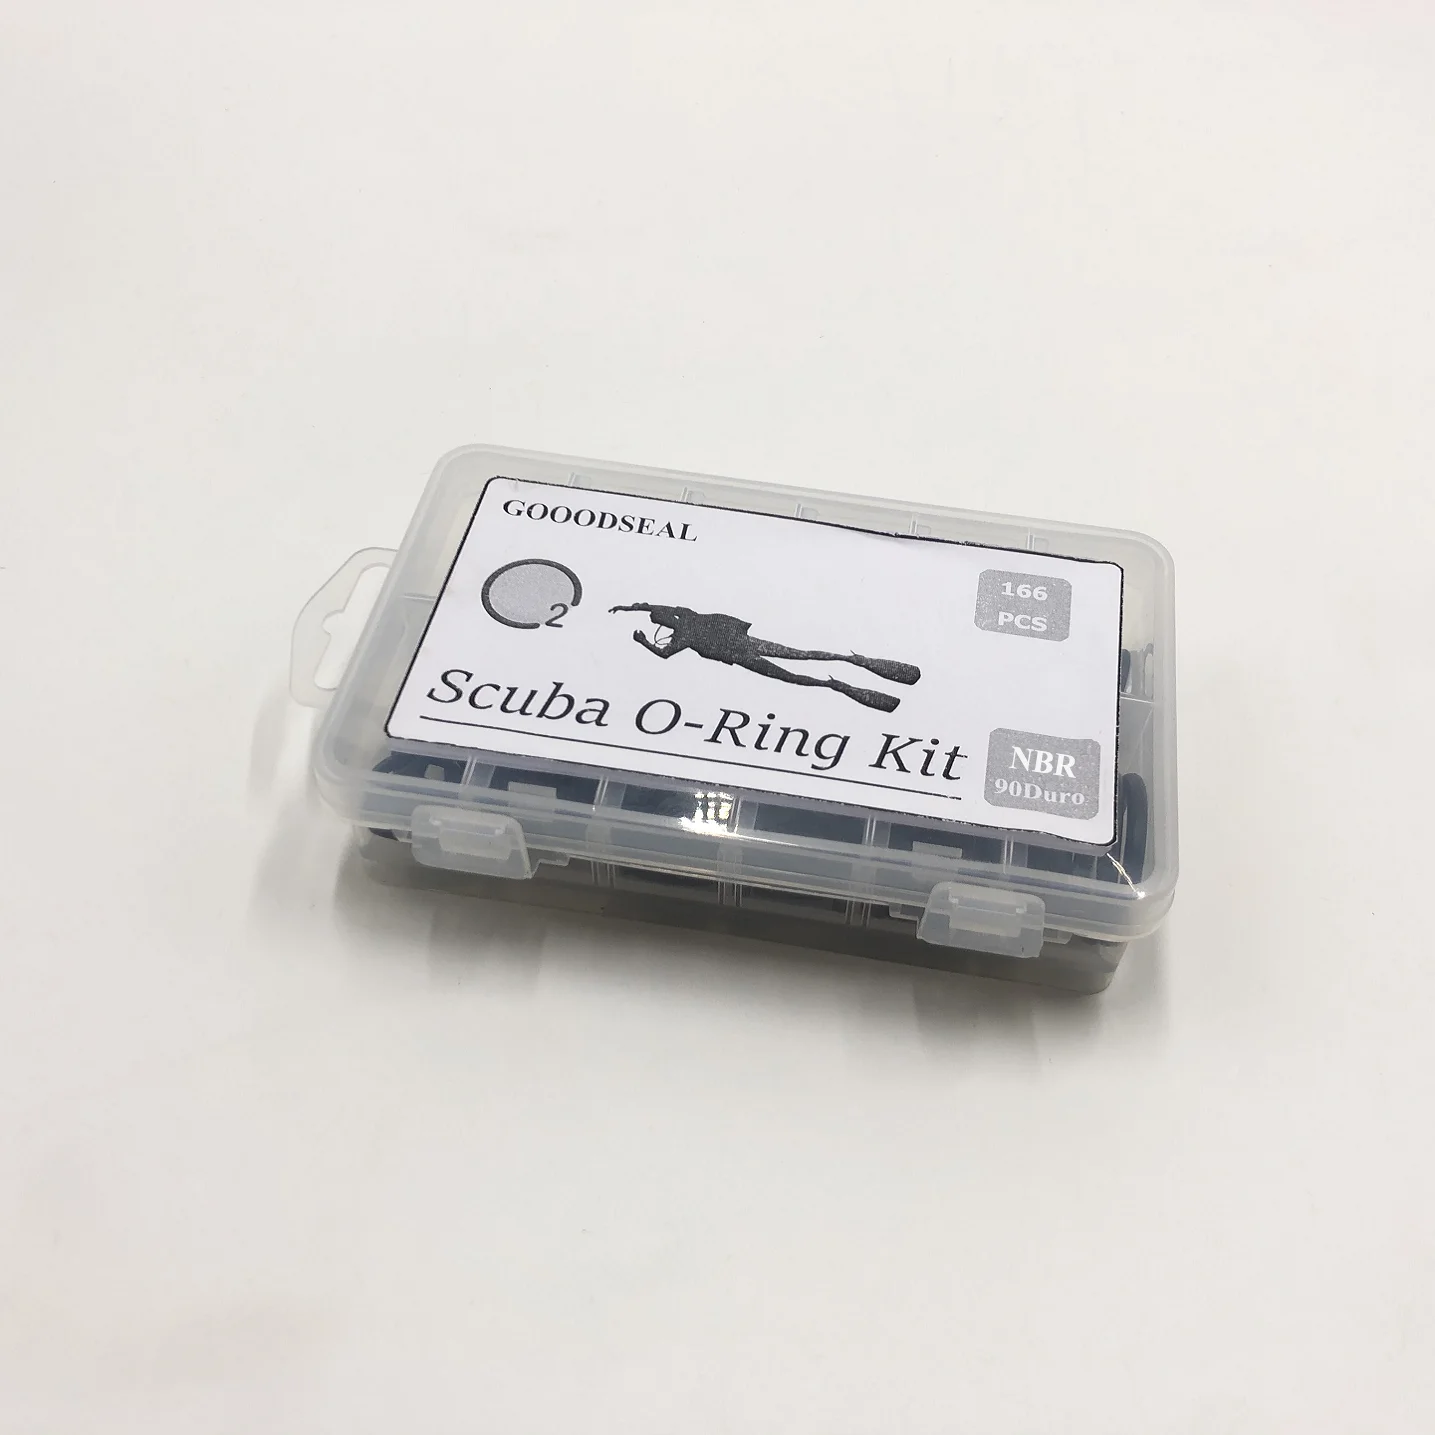 GOOODSEAL
2
166
PCS
Scuba O-Ring Kit
NBR
90Duro